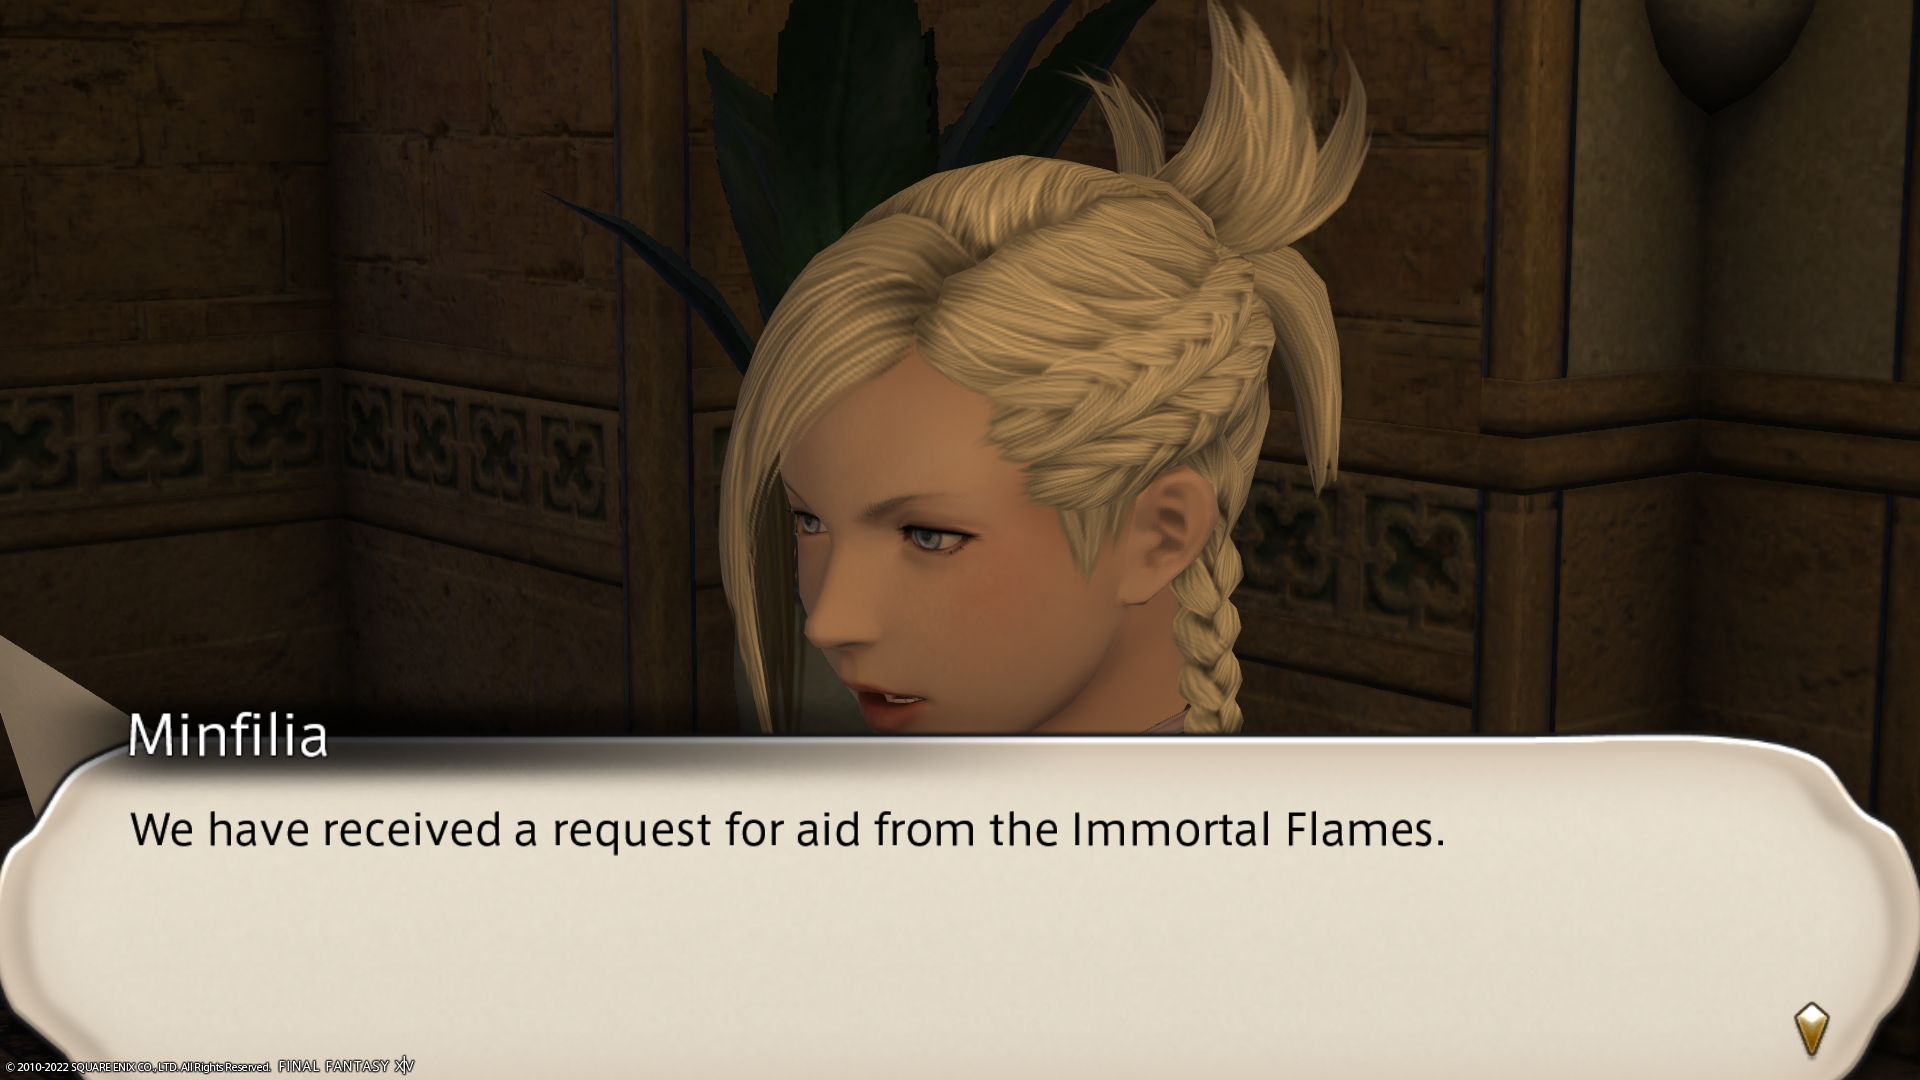 Minfilia
We have received a request for aid from the Immortal Flames.
© 2010-2022 SQUARE ENIX CO., LTD. All Rights Reserved. FINAL FANTASY XIV